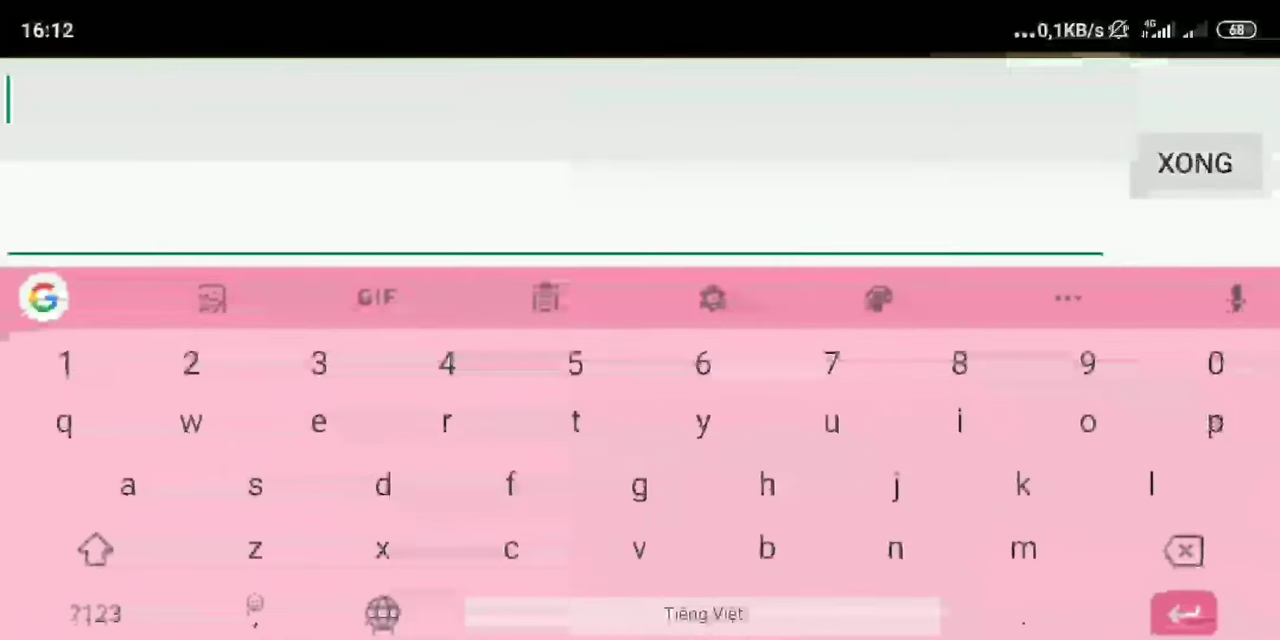 16:12 ...0,1KB/s 4G 68
XONG
G GIF ...
1 2 3 4 5 6 7 8 9 0
q w e r t y u i o p
a s d f g h j k l
z x c v b n m
?123 , Tiếng Việt .